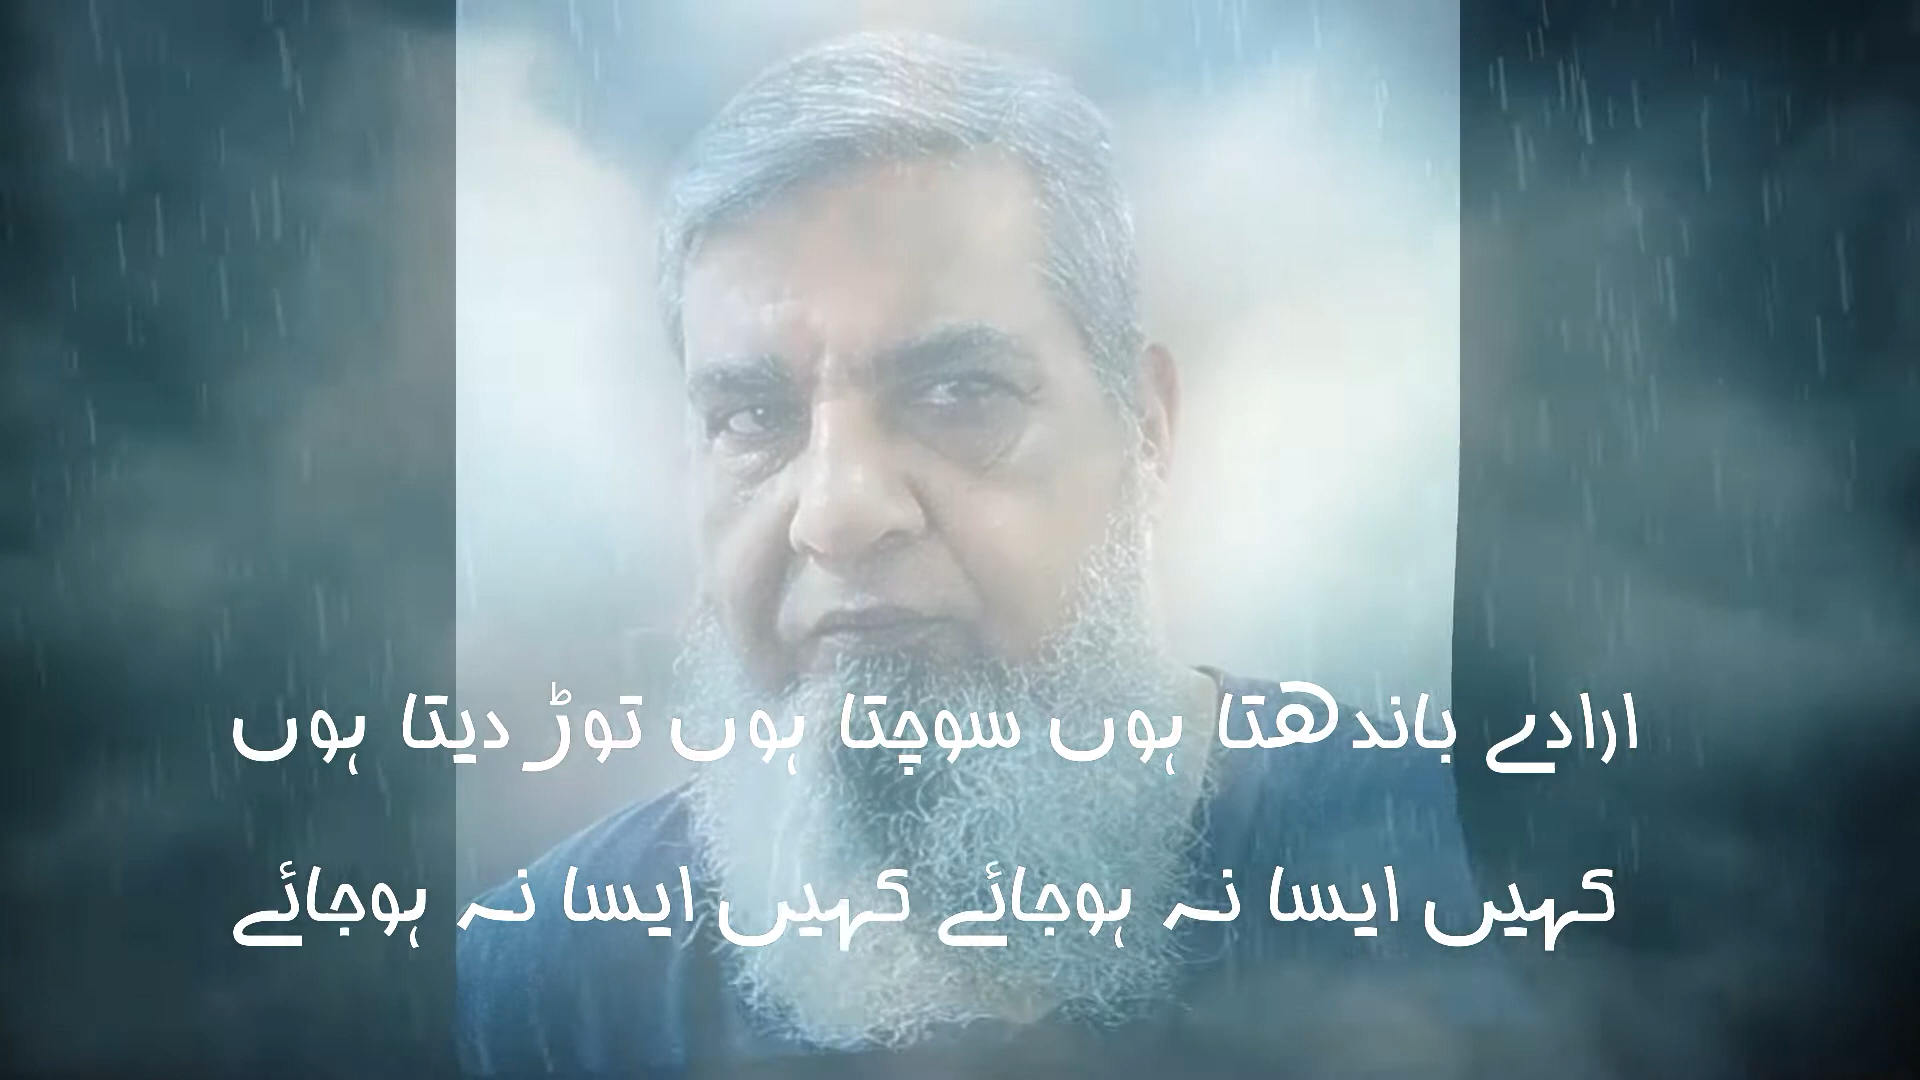 ارادے باندھتا ہوں سوچتا ہوں توڑ دیتا ہوں
کہیں ایسا نہ ہوجائے کہیں ایسا نہ ہوجائے